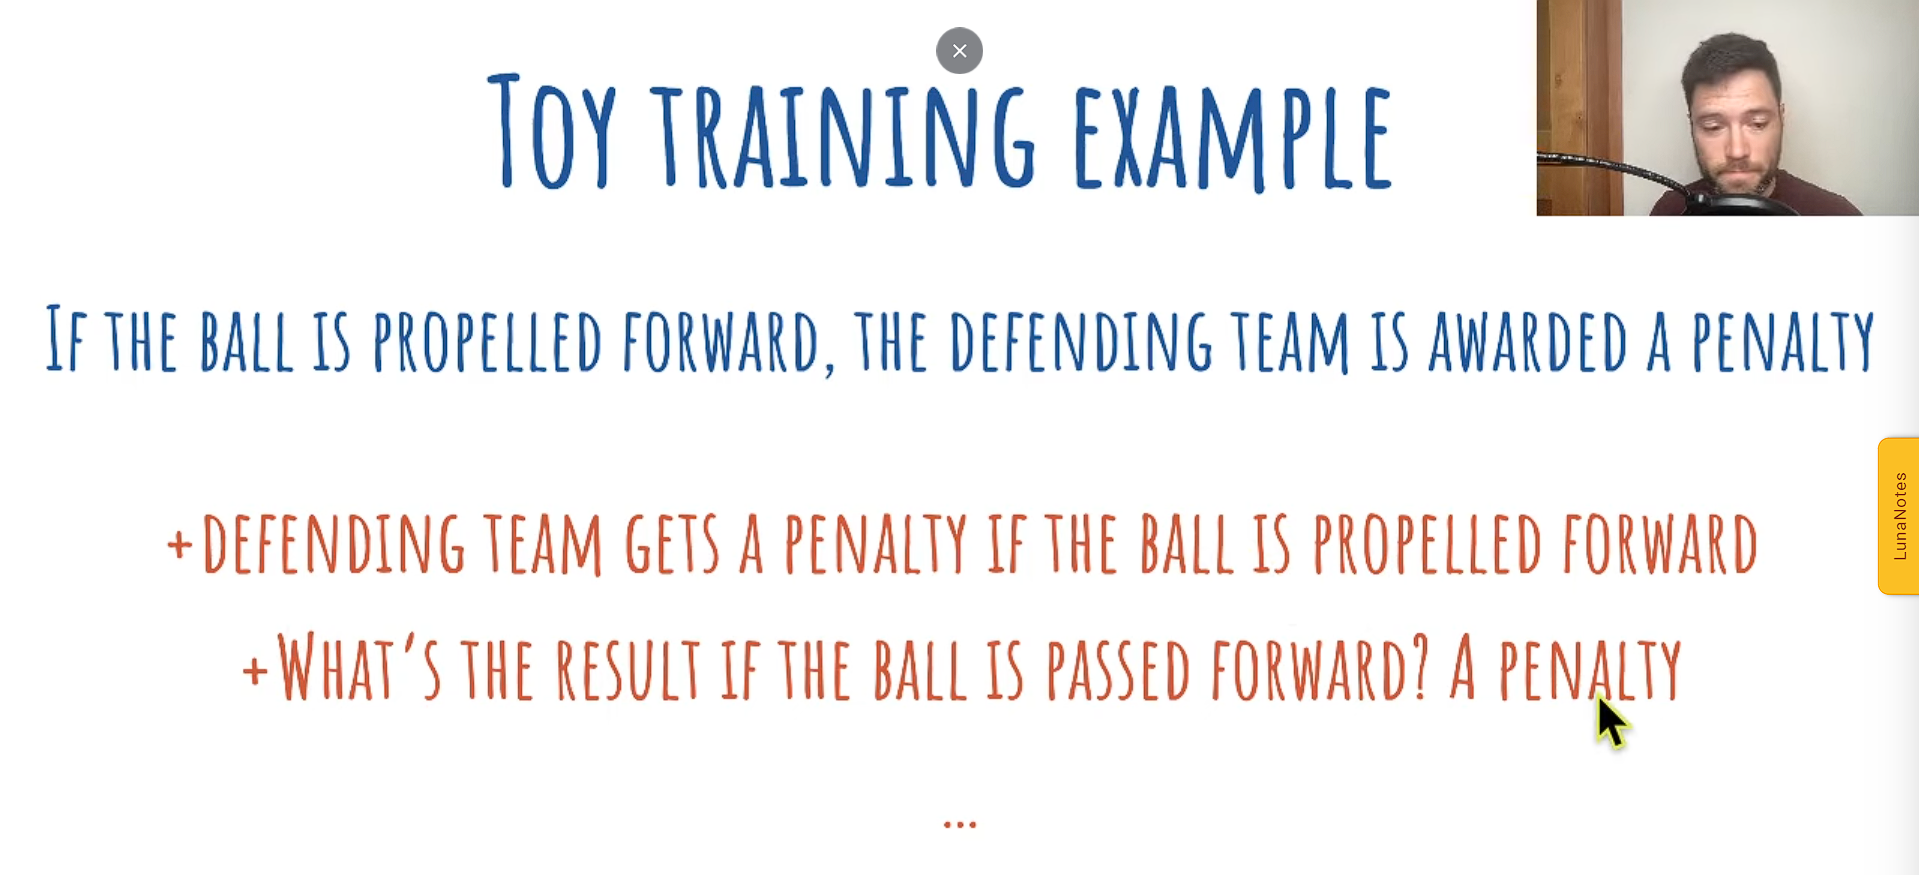 Toy training example
If the ball is propelled forward, the defending team is awarded a penalty
+ defending team gets a penalty if the ball is propelled forward
+ What's the result if the ball is passed forward? A penalty
...
LunaNotes